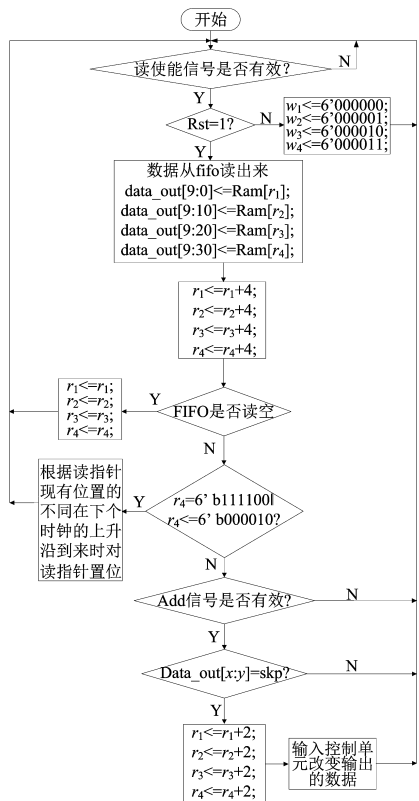 开始
读使能信号是否有效?
N
Y
Rst=1?
N
w1<=6'000000;
w2<=6'000001;
w3<=6'000010;
w4<=6'000011;
Y
数据从fifo读出来
data_out[9:0]<=Ram[r1];
data_out[9:10]<=Ram[r2];
data_out[9:20]<=Ram[r3];
data_out[9:30]<=Ram[r4];
r1<=r1+4;
r2<=r2+4;
r3<=r3+4;
r4<=r4+4;
r1<=r1;
r2<=r2;
r3<=r3;
r4<=r4;
Y
FIFO是否读空
N
根据读指针
现有位置的
不同在下个
时钟的上升
沿到来时对
读指针置位
Y
r4=6' b111100|
r4<=6' b000010?
N
Add信号是否有效?
N
Y
Data_out[x:y]=skp?
N
Y
r1<=r1+2;
r2<=r2+2;
r3<=r3+2;
r4<=r4+2;
输入控制单
元改变输出
的数据